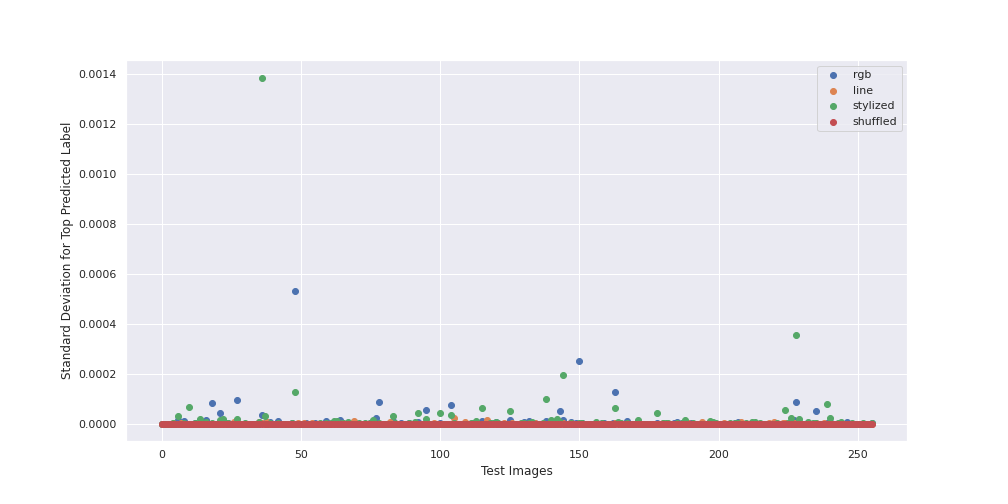 0.0014
0.0012
0.0010
0.0008
0.0006
0.0004
0.0002
0.0000
Standard Deviation for Top Predicted Label
rgb
line
stylized
shuffled
0 50 100 150 200 250
Test Images